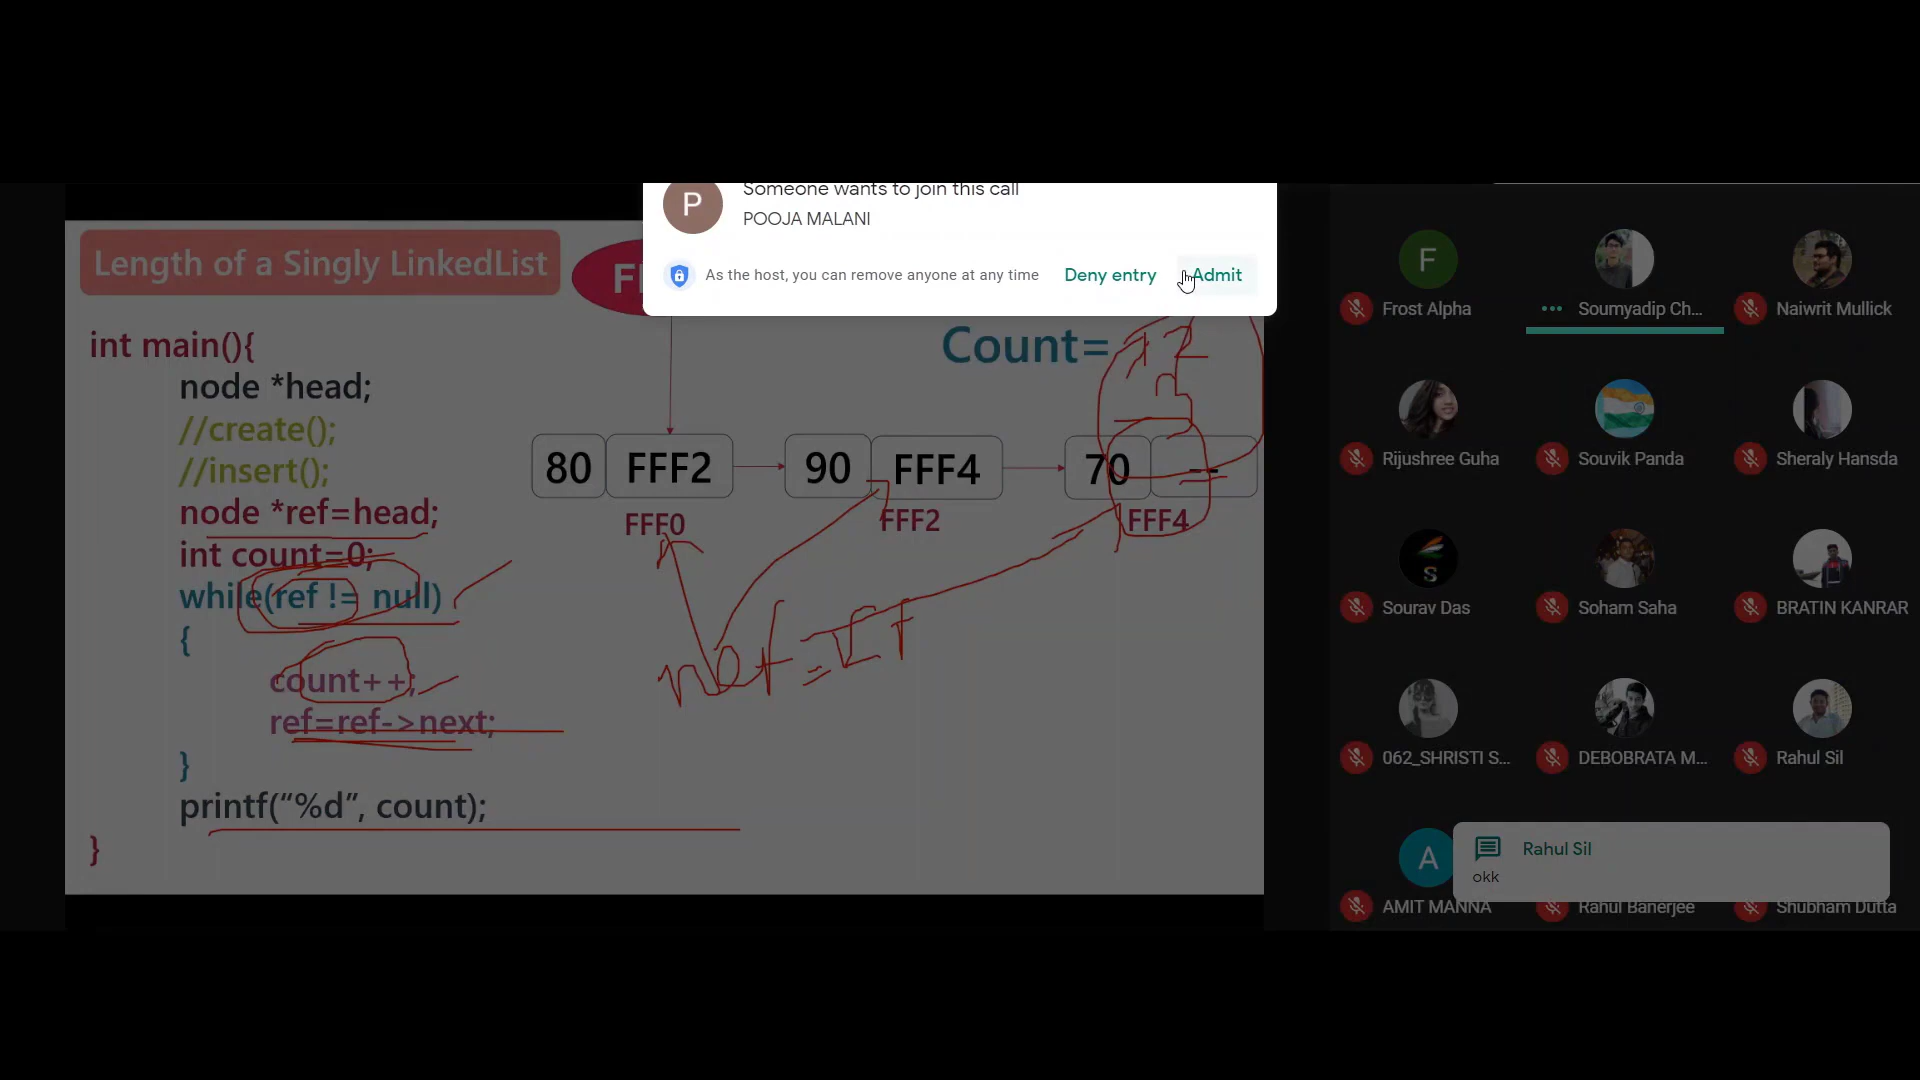 Someone wants to join this call
P
POOJA MALANI
As the host, you can remove anyone at any time
Deny entry
Admit
Length of a Singly LinkedList
int main(){
node *head;
//create();
//insert();
node *ref=head;
int count=0;
while(ref != null)
{
count++;
ref=ref->next;
}
printf(“%d”, count);
}
Count=
80 FFF2
90 FFF4
70 --
FFF0
FFF2
FFF4
F
Frost Alpha
Soumyadip Ch...
Naiwrit Mullick
Rijushree Guha
Souvik Panda
Sheraly Hansda
S
Sourav Das
Soham Saha
BRATIN KANRAR
062_SHRISTI S...
DEBOBRATA M...
Rahul Sil
A
Rahul Sil
okk
AMIT MANNA
Rahul Banerjee
Shubham Dutta